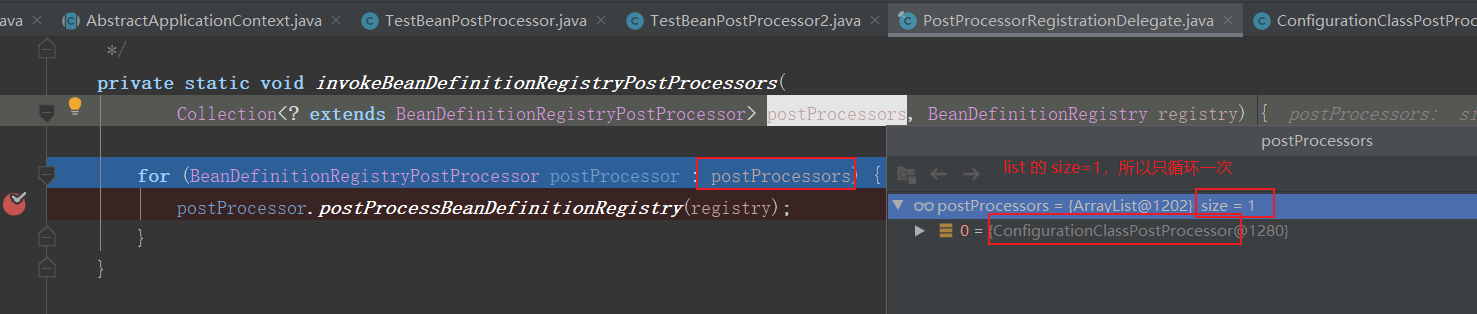 ava
AbstractApplicationContext.java
TestBeanPostProcessor.java
TestBeanPostProcessor2.java
PostProcessorRegistrationDelegate.java
ConfigurationClassPostProc
*/
private static void invokeBeanDefinitionRegistryPostProcessors(
Collection<? extends BeanDefinitionRegistryPostProcessor> postProcessors, BeanDefinitionRegistry registry) { postProcessors: si
postProcessors
for (BeanDefinitionRegistryPostProcessor postProcessor : postProcessors) {
list 的 size=1，所以只循环一次
postProcessor.postProcessBeanDefinitionRegistry(registry);
postProcessors = {ArrayList@1202} size = 1
}
0 = {ConfigurationClassPostProcessor@1280}
}